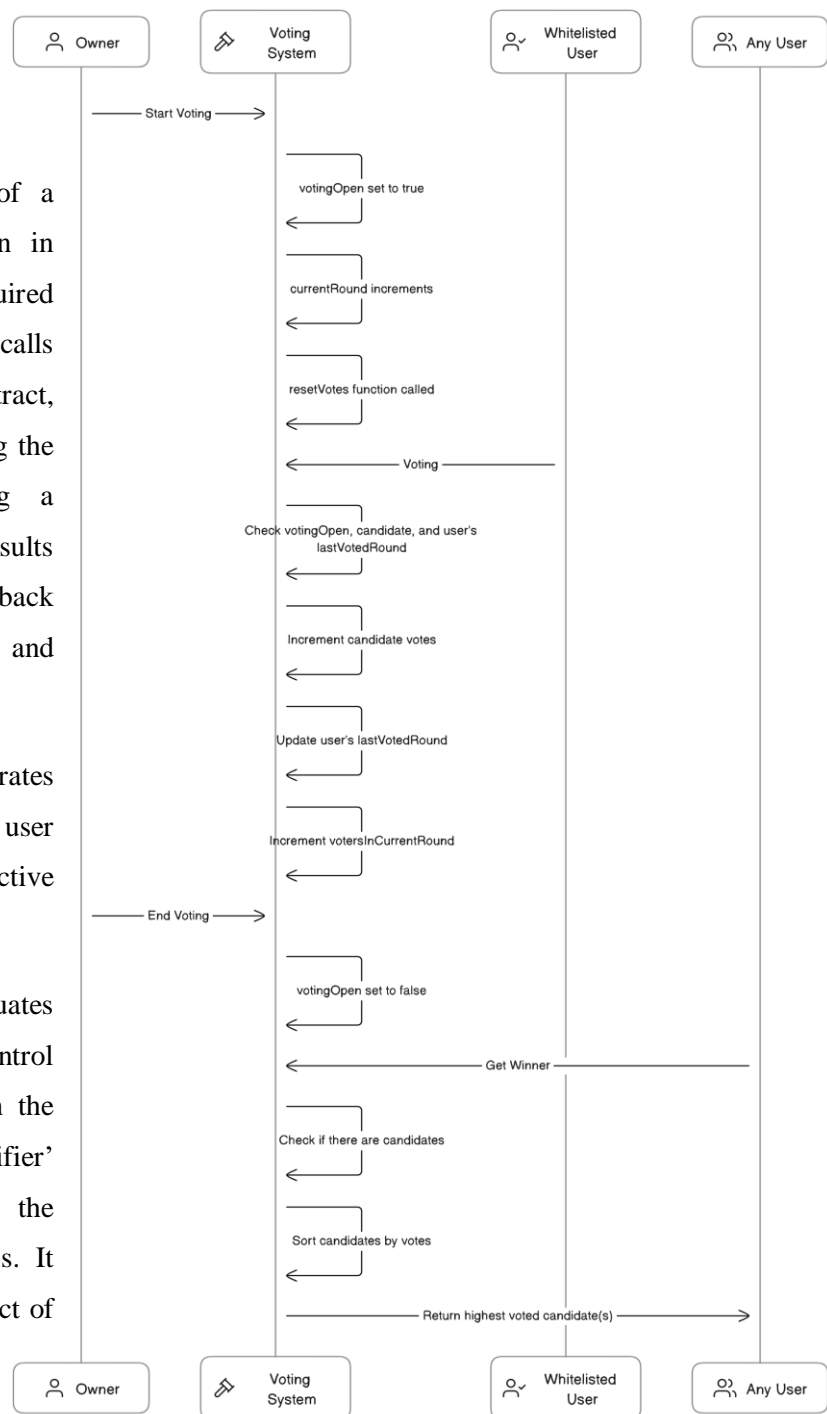 Owner
Voting
System
Whitelisted
User
Any User
Start Voting
votingOpen set to true
currentRound increments
resetVotes function called
Voting
Check votingOpen, candidate, and user's
lastVotedRound
Increment candidate votes
Update user's lastVotedRound
Increment votersInCurrentRound
End Voting
votingOpen set to false
Get Winner
Check if there are candidates
Sort candidates by votes
Return highest voted candidate(s)
Owner
Voting
System
Whitelisted
User
Any User
of a
n in
uired
calls
tract,
g the
g a
sults
back
and
rates
user
ctive
uates
ntrol
n the
ifier’
the
s. It
ct of